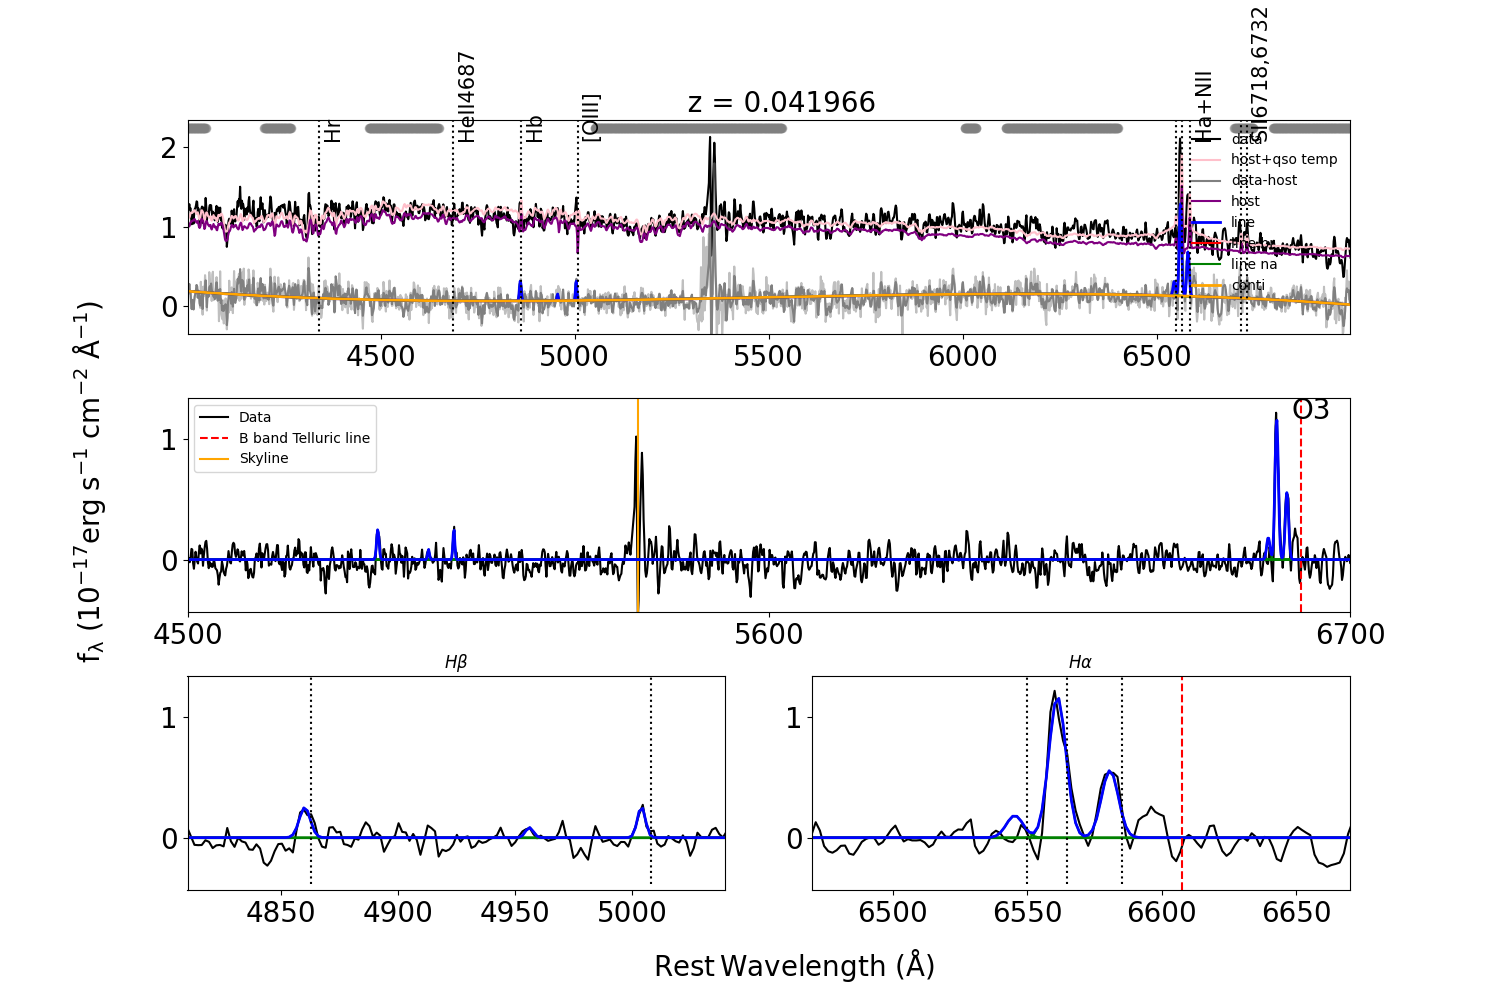 z = 0.041966
Hr
HeII4687
Hb
[OIII]
Ha+NII
SII6718,6732
data
host+qso temp
data-host
host
line
line na
conti
2
1
0
4500
5000
5500
6000
6500
fλ (10−17erg s−1 cm−2 Å−1)
Data
B band Telluric line
Skyline
O3
1
0
4500
5600
6700
Hβ
Hα
1
0
4850
4900
4950
5000
1
0
6500
6550
6600
6650
Rest Wavelength (Å)